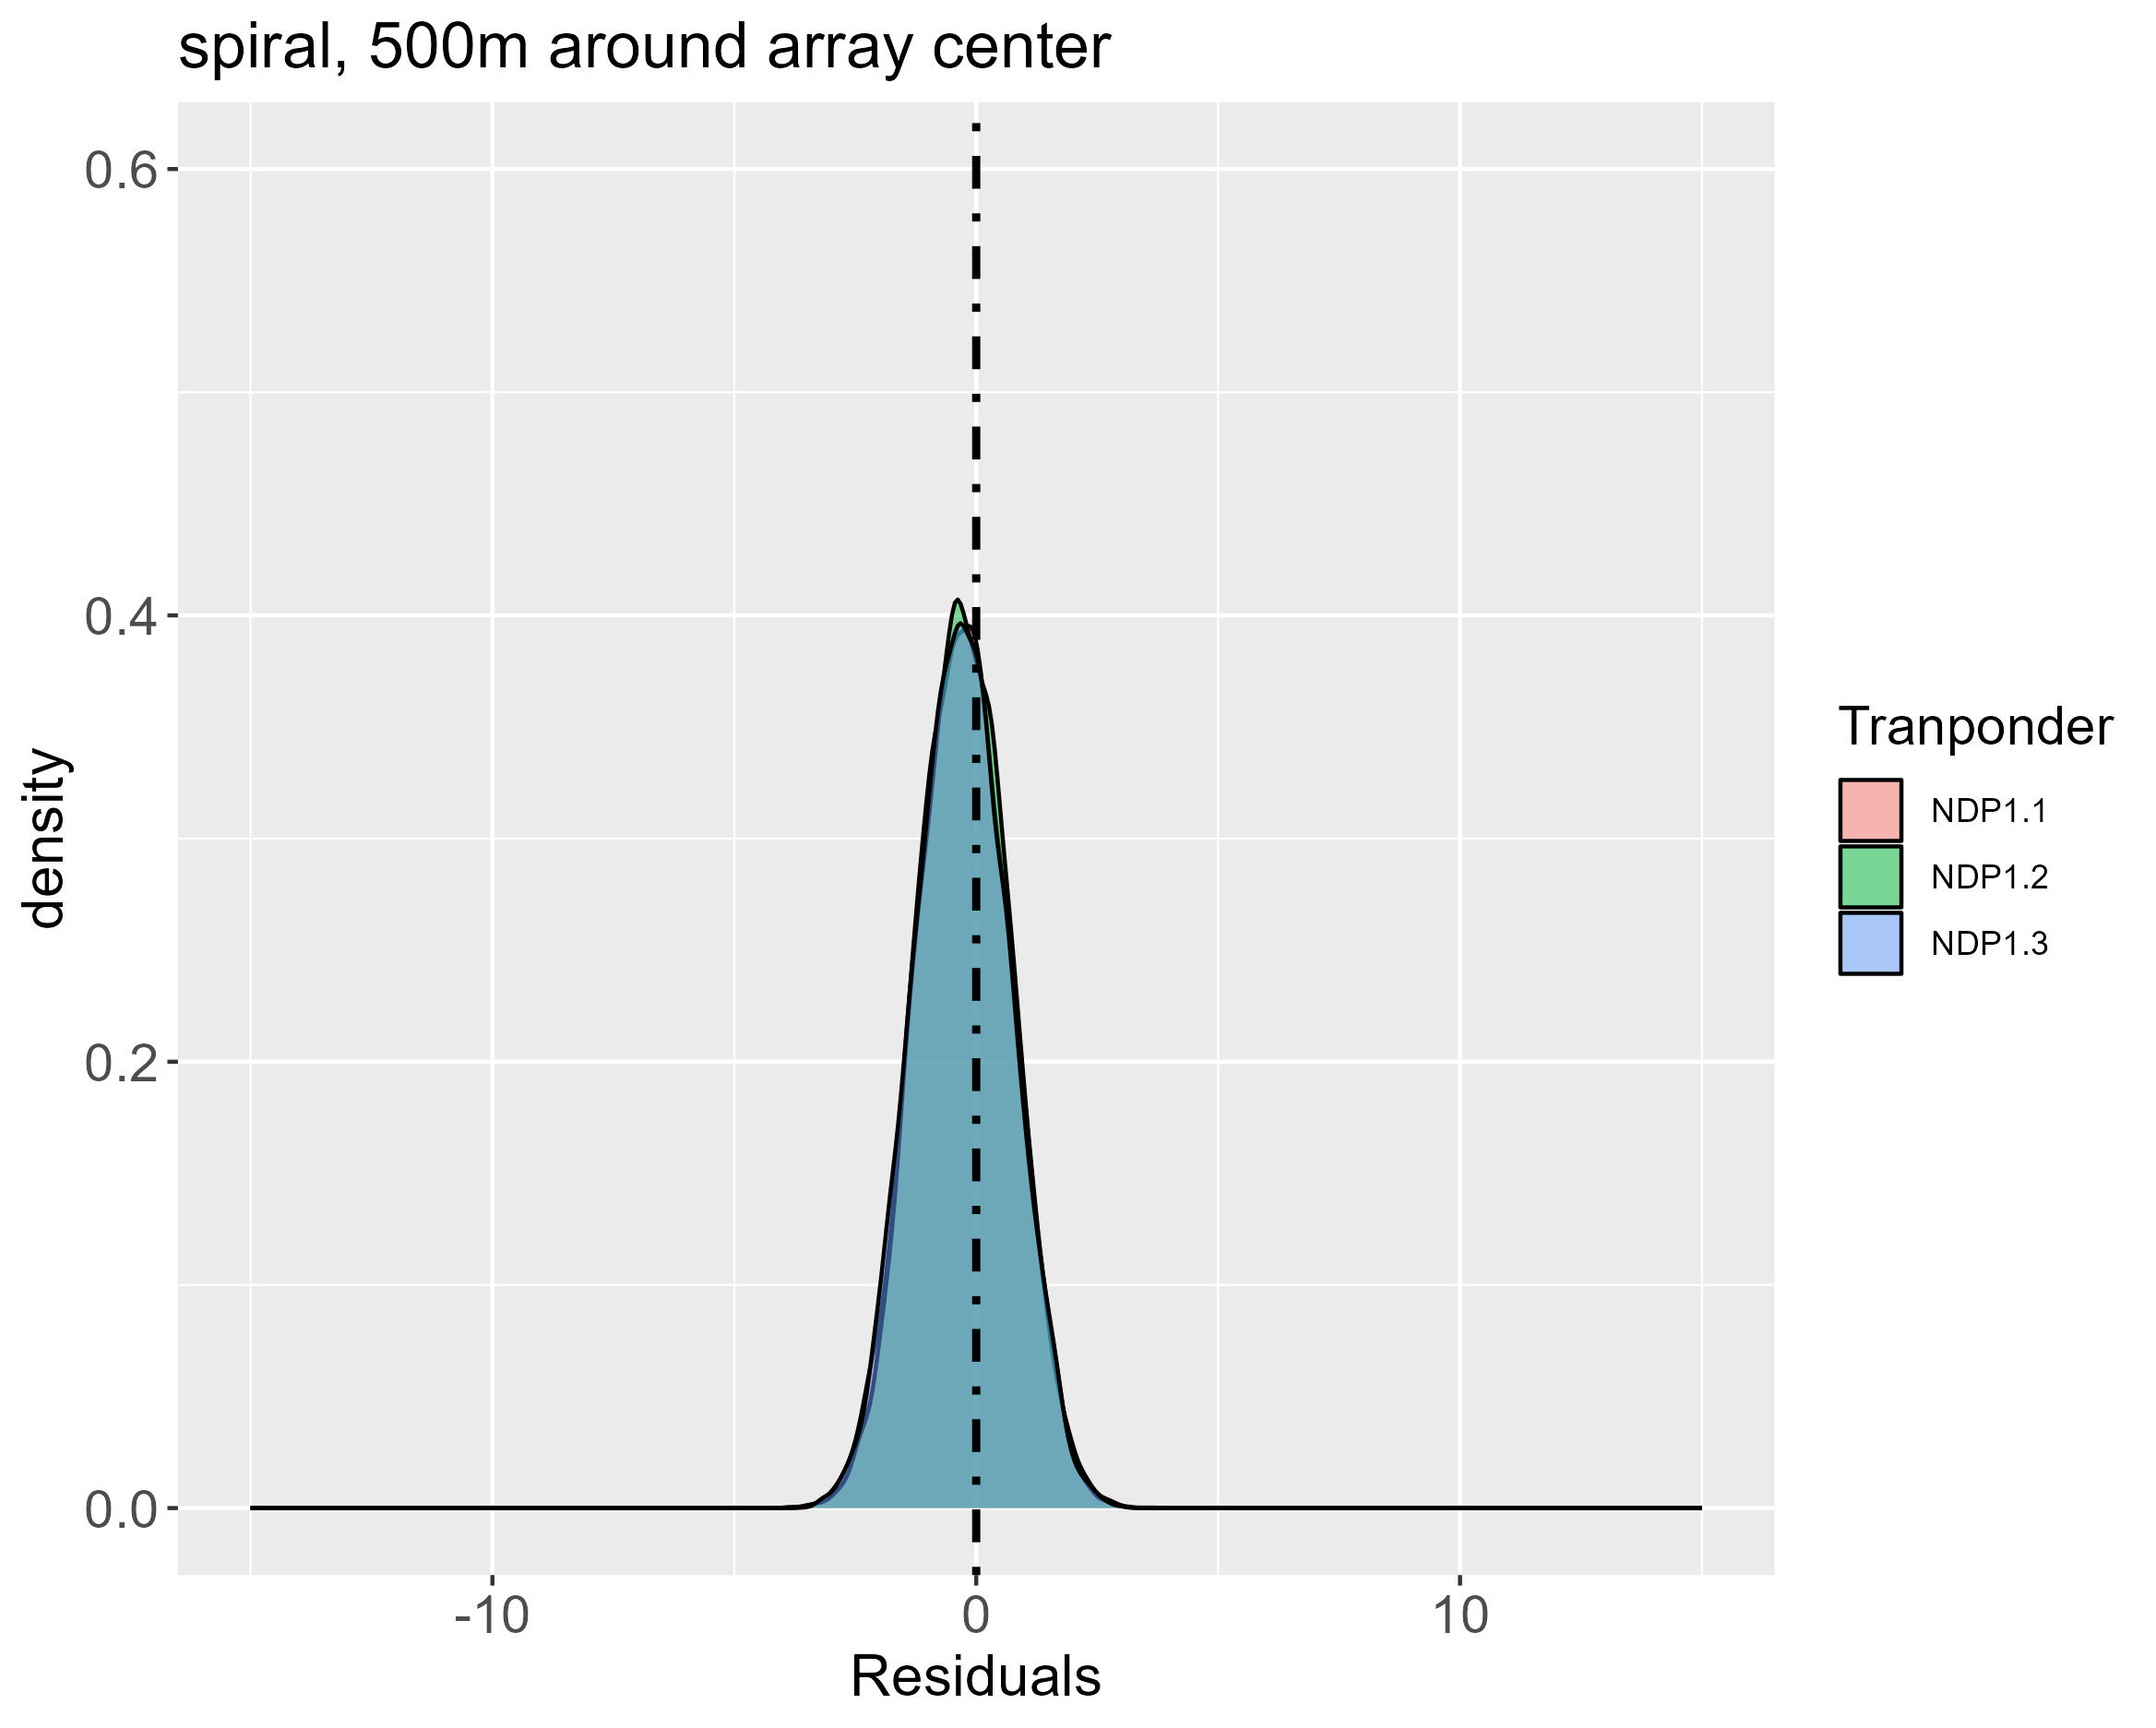 spiral, 500m around array center
0.6
0.4
0.2
0.0
density
-10 0 10
Residuals
Tranponder
NDP1.1
NDP1.2
NDP1.3